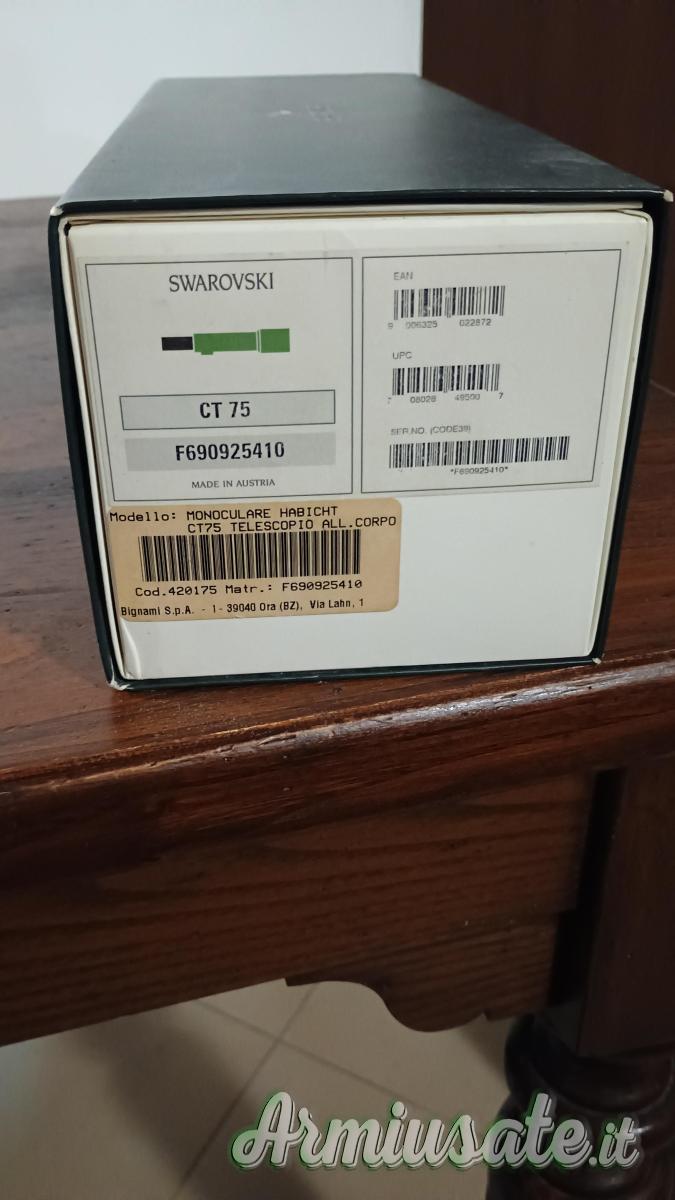 SWAROVSKI
CT 75
F690925410
MADE IN AUSTRIA
EAN
9 006325 022872
UPC
7 08028 49500 7
SER.NO. (CODE39)
*F690925410*
Modello: MONOCULARE HABICHT
CT75 TELESCOPIO ALL.CORPO
Cod.420175 Matr.: F690925410
Bignami S.p.A. - I - 39040 Ora (BZ), Via Lahn, 1
Armiusate.it